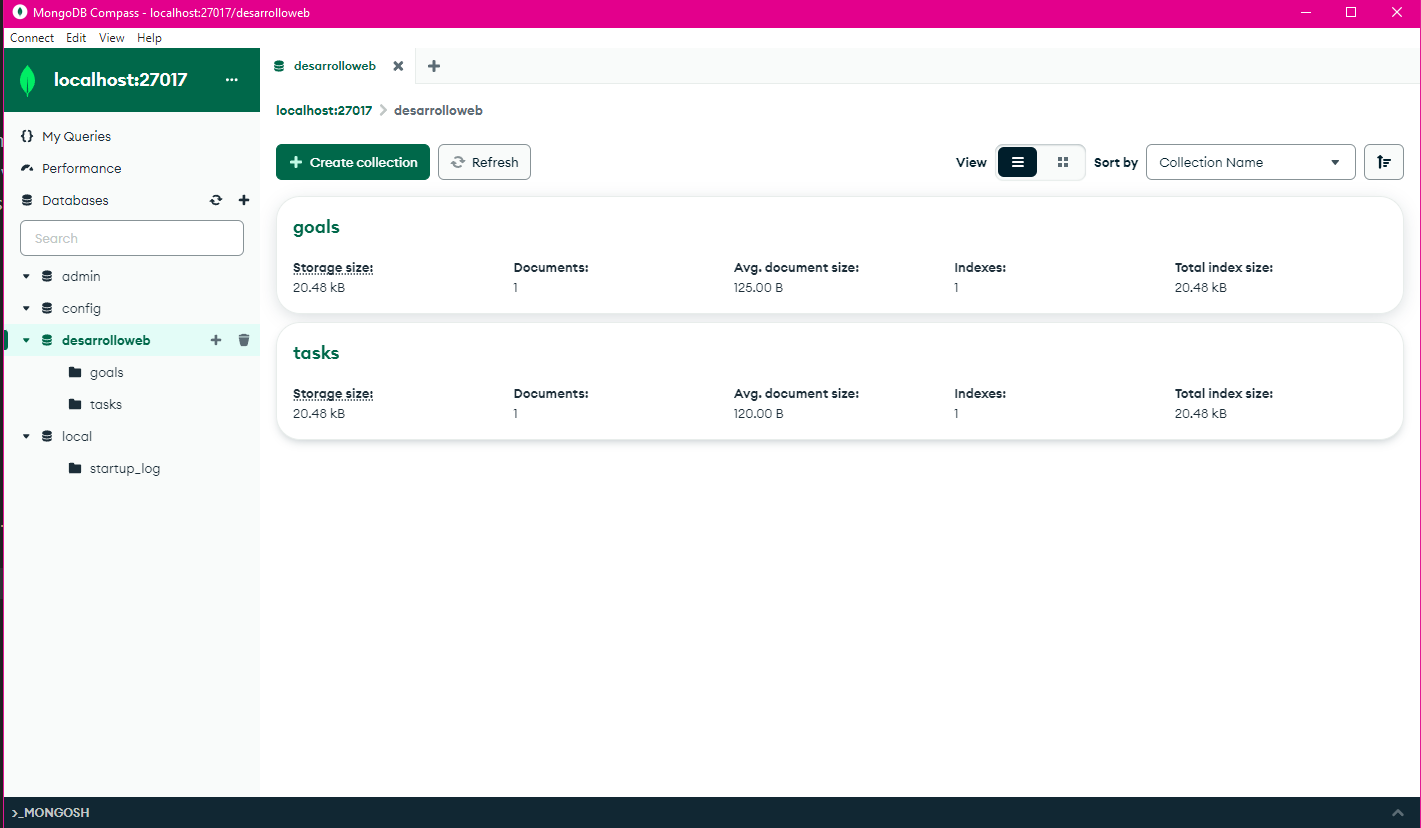 MongoDB Compass - localhost:27017/desarrolloweb
Connect Edit View Help
localhost:27017 ...
{} My Queries
Performance
Databases
Search
admin
config
desarrolloweb
goals
tasks
local
startup_log
desarrolloweb
localhost:27017 > desarrolloweb
+ Create collection Refresh View Sort by Collection Name
goals
Storage size: Documents: Avg. document size: Indexes: Total index size:
20.48 kB 1 125.00 B 1 20.48 kB
tasks
Storage size: Documents: Avg. document size: Indexes: Total index size:
20.48 kB 1 120.00 B 1 20.48 kB
>_MONGOSH